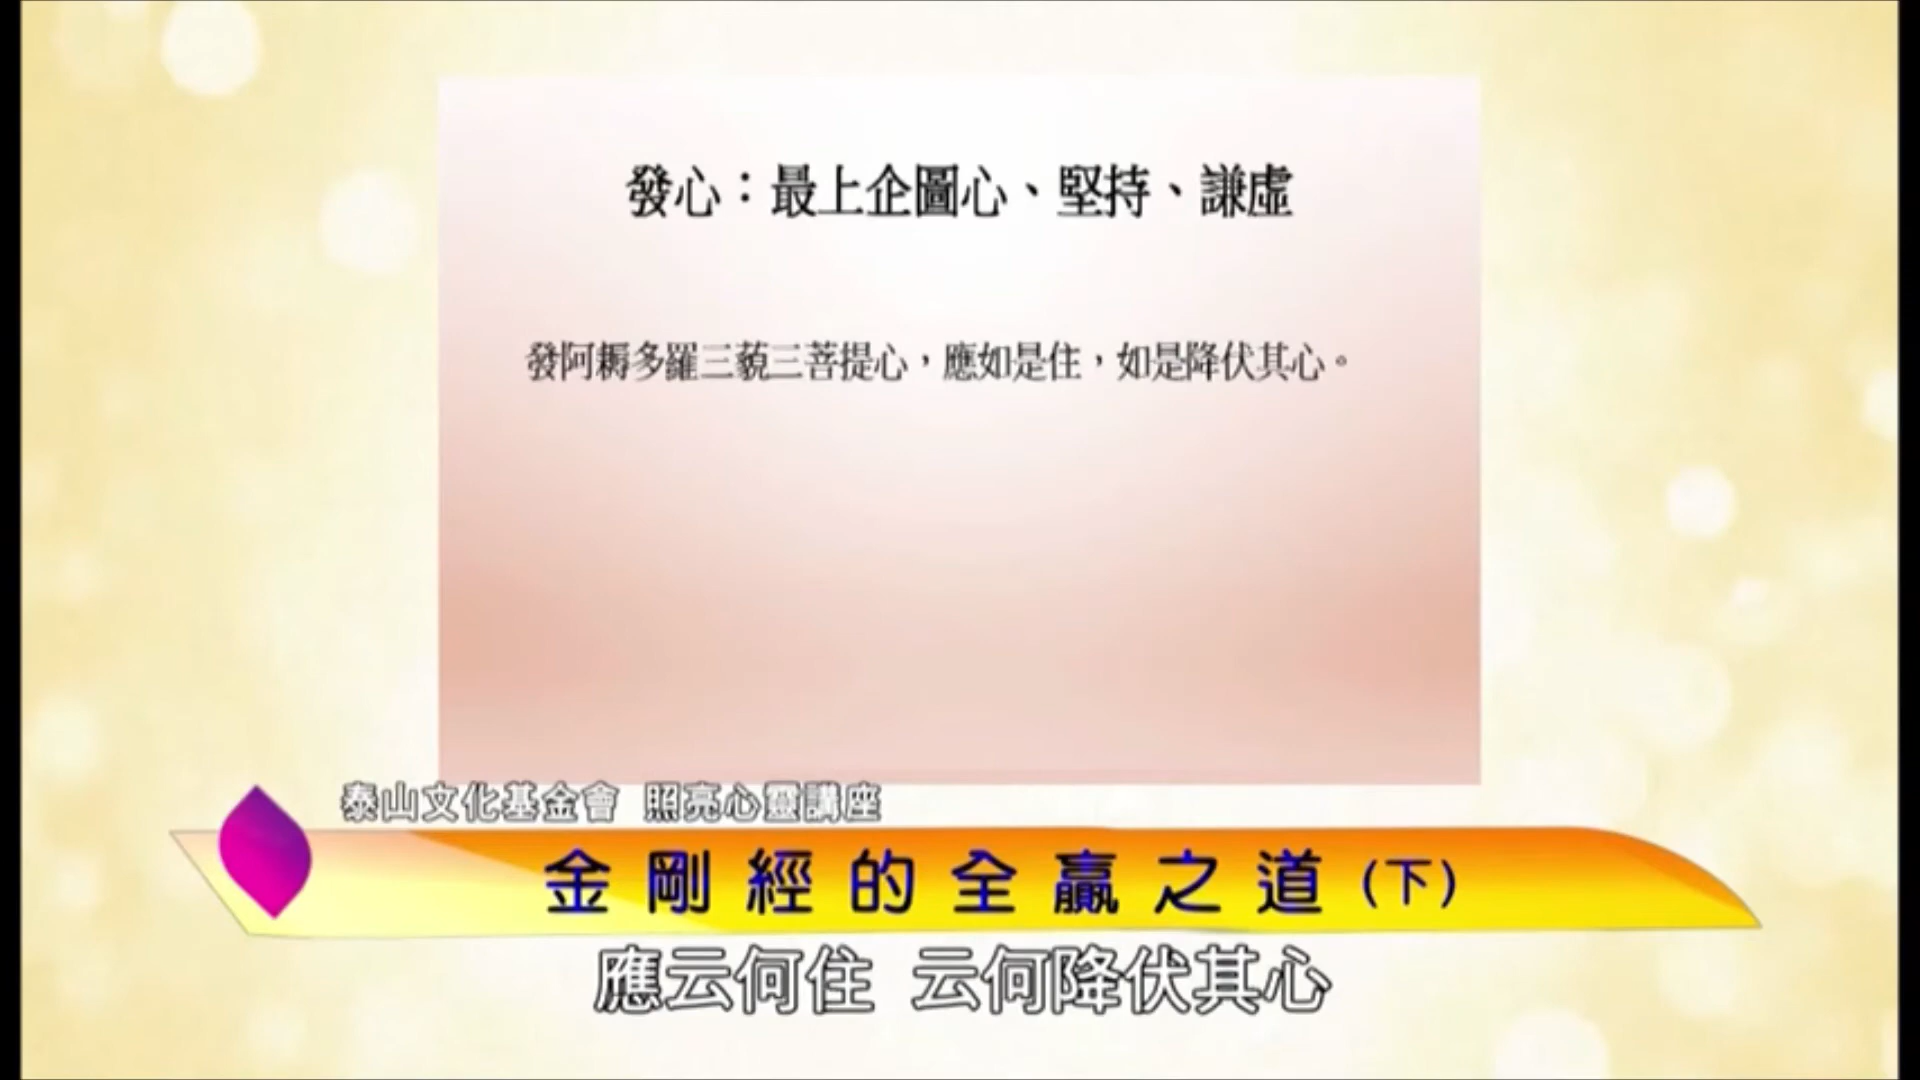 發心：最上企圖心、堅持、謙虛
發阿耨多羅三藐三菩提心，應如是住，如是降伏其心。
泰山文化基金會 照亮心靈講座
金剛經的全贏之道(下)
應云何住 云何降伏其心